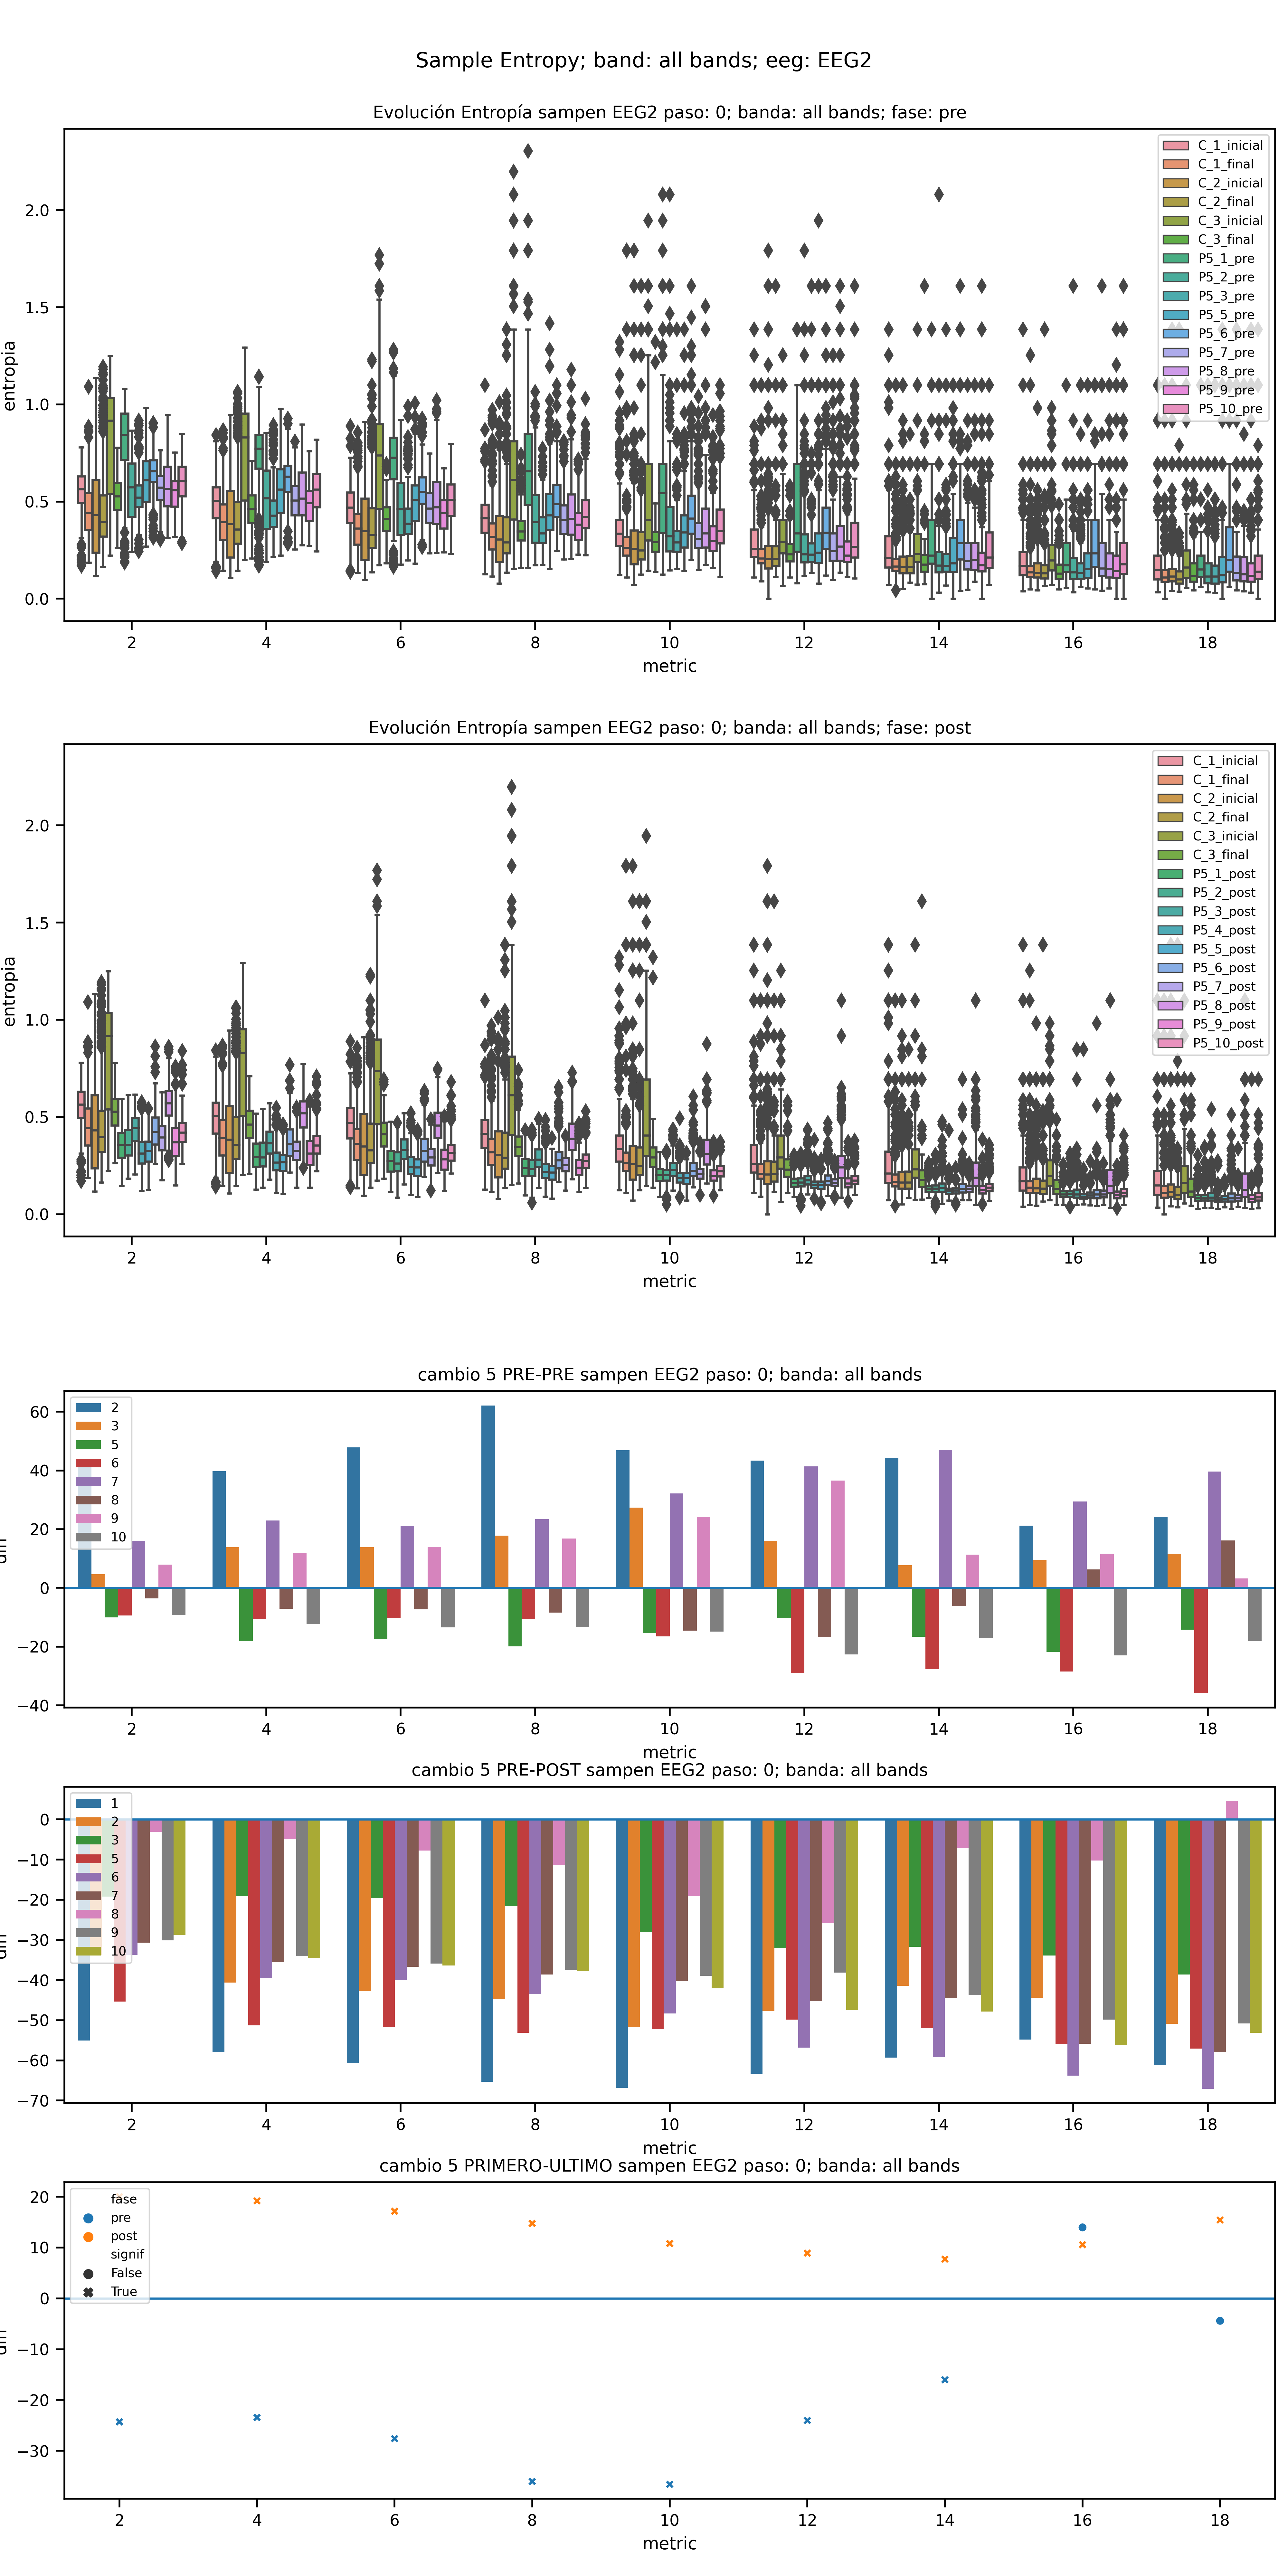 Sample Entropy; band: all bands; eeg: EEG2
Evolución Entropía sampen EEG2 paso: 0; banda: all bands; fase: pre
entropia
2.0
1.5
1.0
0.5
0.0
C_1_inicial
C_1_final
C_2_inicial
C_2_final
C_3_inicial
C_3_final
P5_1_pre
P5_2_pre
P5_3_pre
P5_5_pre
P5_6_pre
P5_7_pre
P5_8_pre
P5_9_pre
P5_10_pre
2 4 6 8 10 12 14 16 18
metric
Evolución Entropía sampen EEG2 paso: 0; banda: all bands; fase: post
entropia
2.0
1.5
1.0
0.5
0.0
C_1_inicial
C_1_final
C_2_inicial
C_2_final
C_3_inicial
C_3_final
P5_1_post
P5_2_post
P5_3_post
P5_4_post
P5_5_post
P5_6_post
P5_7_post
P5_8_post
P5_9_post
P5_10_post
2 4 6 8 10 12 14 16 18
metric
cambio 5 PRE-PRE sampen EEG2 paso: 0; banda: all bands
60
40
20
0
−20
−40
2
3
5
6
7
8
9
10
2 4 6 8 10 12 14 16 18
metric
cambio 5 PRE-POST sampen EEG2 paso: 0; banda: all bands
0
−10
−20
−30
−40
−50
−60
−70
1
2
3
5
6
7
8
9
10
2 4 6 8 10 12 14 16 18
metric
cambio 5 PRIMERO-ULTIMO sampen EEG2 paso: 0; banda: all bands
20
10
0
−10
−20
−30
fase
pre
post
signif
False
True
2 4 6 8 10 12 14 16 18
metric